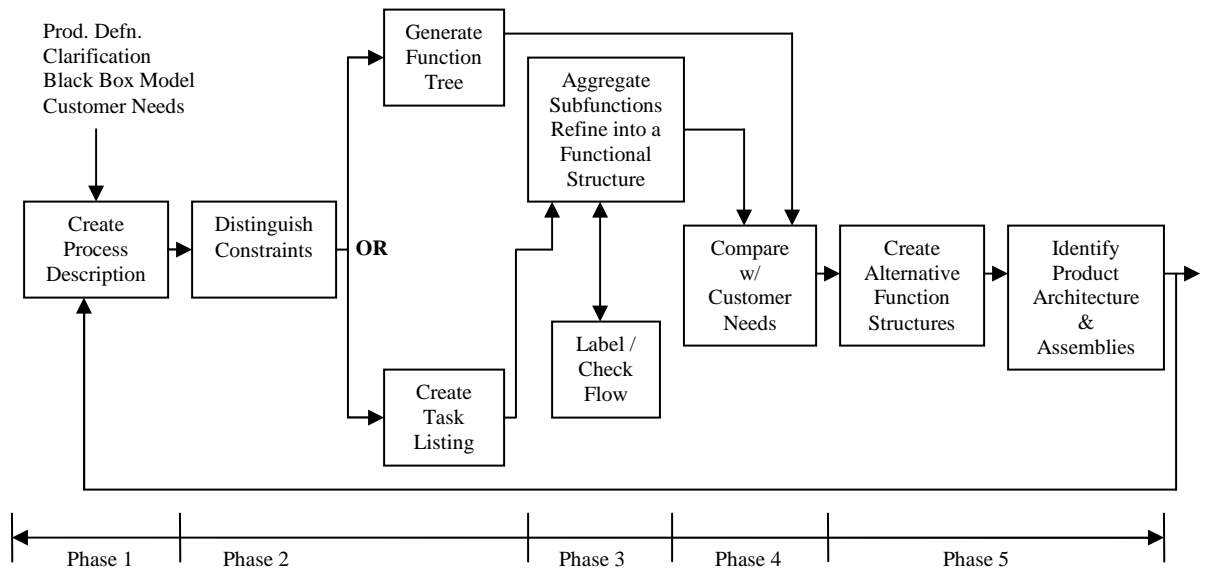 Prod. Defn.
Clarification
Black Box Model
Customer Needs
Create
Process
Description
Distinguish
Constraints
OR
Generate
Function
Tree
Create
Task
Listing
Aggregate
Subfunctions
Refine into a
Functional
Structure
Label /
Check
Flow
Compare
w/
Customer
Needs
Create
Alternative
Function
Structures
Identify
Product
Architecture
&
Assemblies
Phase 1
Phase 2
Phase 3
Phase 4
Phase 5